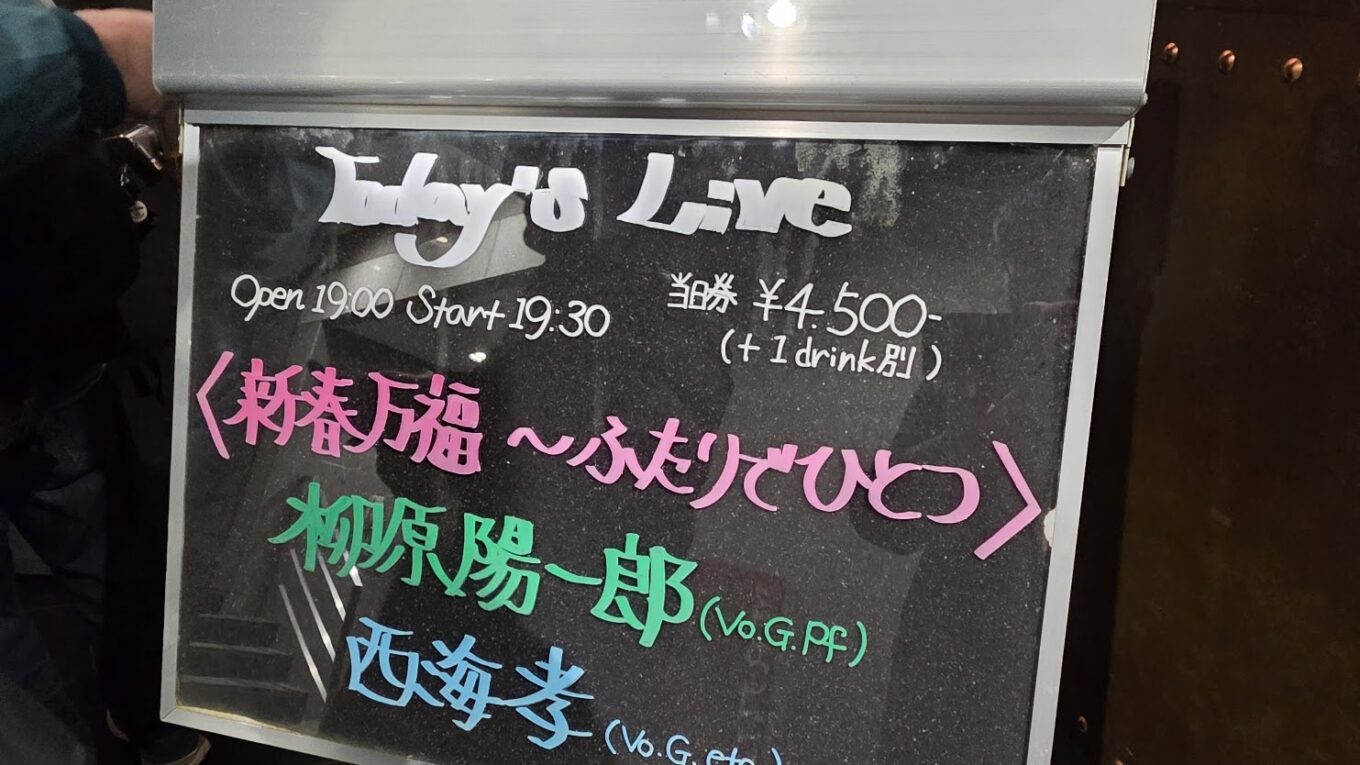 Today's Live
Open 19:00 Start 19:30 当日券 ¥4.500-
(+1drink別)
〈新春万福 ～ふたりでひとつ〉
柳原陽一郎(Vo.G.Pf)
西海孝(Vo.G.etc)